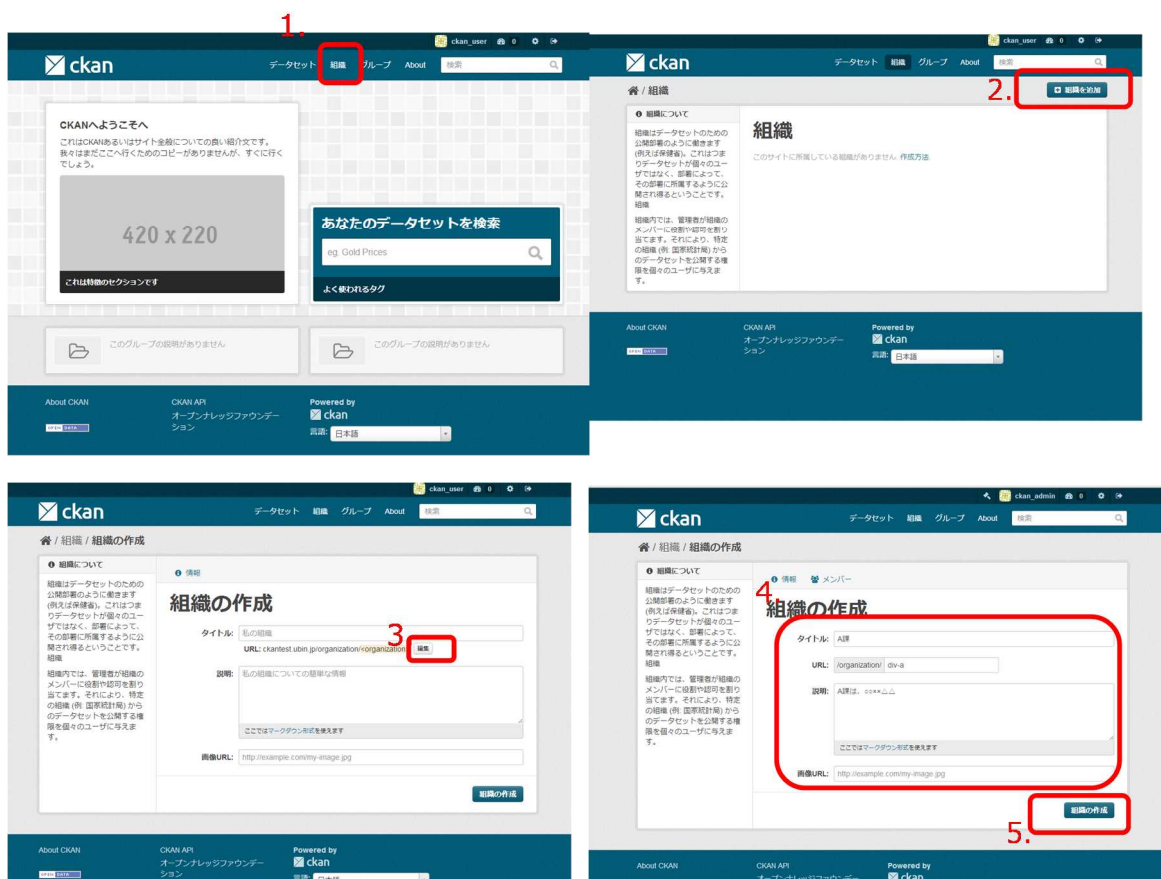 1.
ckan_user 0
ckan
データセット 組織 グループ About 検索
CKANへようこそへ
これはCKANあるいはサイト全般についての良い紹介文です。
我々はまだここへ行くためのコピーがありませんが、すぐに行く
でしょう。
420 x 220
これは特徴のセクションです
あなたのデータセットを検索
eg. Gold Prices
よく使われるタグ
このグループの説明がありません
このグループの説明がありません
About CKAN
CKAN API
オープンナレッジファウンデー
ション
Powered by
ckan
言語: 日本語
OPEN DATA
ckan_user 0
ckan
データセット 組織 グループ About 検索
/ 組織
2.
組織を追加
組織について
組織はデータセットのための
公開部署のように働きます
(例えば保健省)。これはつま
りデータセットが個々のユー
ザではなく、部署によって、
その部署に所属するように公
開され得るということです。
組織
組織内では、管理者が組織の
メンバーに役割や認可を割り
当てます。それにより、特定
の組織 (例: 国家統計局) から
のデータセットを公開する権
限を個々のユーザに与えま
す。
組織
このサイトに所属している組織がありません 作成方法
About CKAN
CKAN API
オープンナレッジファウンデー
ション
Powered by
ckan
言語: 日本語
OPEN DATA
ckan_user 0
ckan
データセット 組織 グループ About 検索
/ 組織 / 組織の作成
組織について
組織はデータセットのための
公開部署のように働きます
(例えば保健省)。これはつま
りデータセットが個々のユー
ザではなく、部署によって、
その部署に所属するように公
開され得るということです。
組織
組織内では、管理者が組織の
メンバーに役割や認可を割り
当てます。それにより、特定
の組織 (例: 国家統計局) から
のデータセットを公開する権
限を個々のユーザに与えま
す。
情報
組織の作成
タイトル: 私の組織
3.
URL: ckantest.ubin.jp/organization/<organization 編集
説明: 私の組織についての簡単な情報
ここではマークダウン形式を使えます
画像URL: http://example.com/my-image.jpg
組織の作成
About CKAN
CKAN API
オープンナレッジファウンデー
ション
Powered by
ckan
言語: 日本語
OPEN DATA
ckan_admin 0
ckan
データセット 組織 グループ About 検索
/ 組織 / 組織の作成
組織について
組織はデータセットのための
公開部署のように働きます
(例えば保健省)。これはつま
りデータセットが個々のユー
ザではなく、部署によって、
その部署に所属するように公
開され得るということです。
組織
組織内では、管理者が組織の
メンバーに役割や認可を割り
当てます。それにより、特定
の組織 (例: 国家統計局) から
のデータセットを公開する権
限を個々のユーザに与えま
す。
情報 メンバー
4.
組織の作成
タイトル: A課
URL: /organization/ div-a
説明: A課は、○○××△△
ここではマークダウン形式を使えます
画像URL: http://example.com/my-image.jpg
組織の作成
5.
About CKAN
CKAN API
オープンナレッジファウンデー
Powered by
ckan